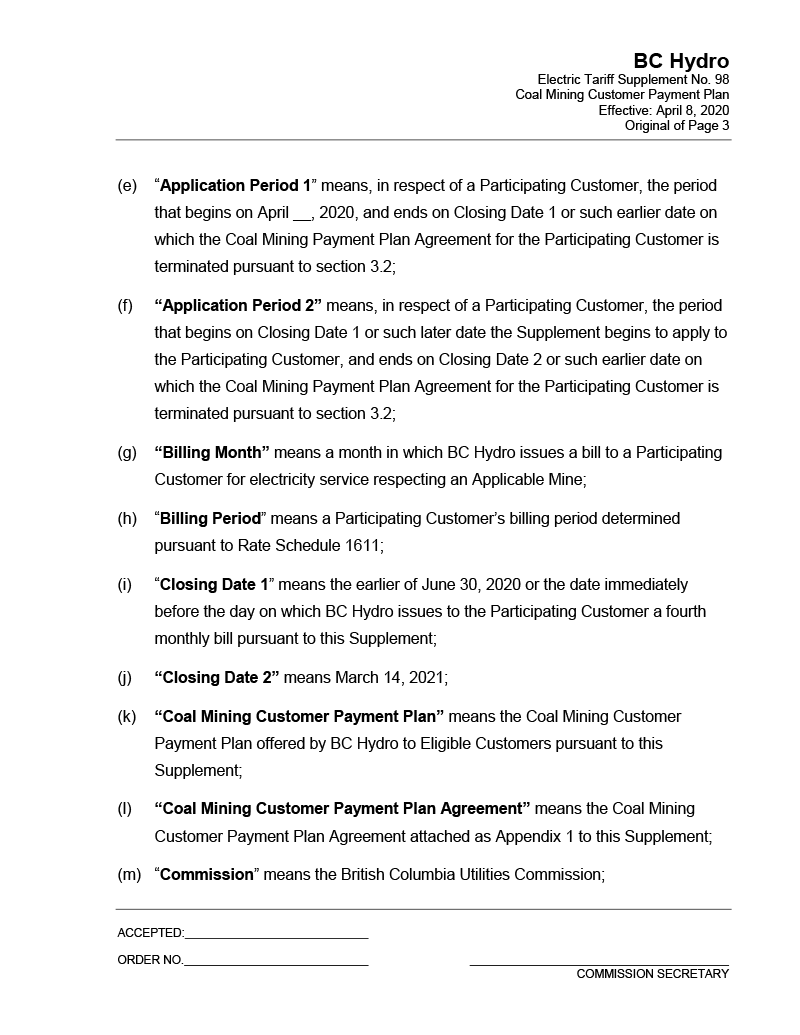 BC Hydro
Electric Tariff Supplement No. 98
Coal Mining Customer Payment Plan
Effective: April 8, 2020
Original of Page 3
(e) “Application Period 1” means, in respect of a Participating Customer, the period
that begins on April __, 2020, and ends on Closing Date 1 or such earlier date on
which the Coal Mining Payment Plan Agreement for the Participating Customer is
terminated pursuant to section 3.2;
(f) “Application Period 2” means, in respect of a Participating Customer, the period
that begins on Closing Date 1 or such later date the Supplement begins to apply to
the Participating Customer, and ends on Closing Date 2 or such earlier date on
which the Coal Mining Payment Plan Agreement for the Participating Customer is
terminated pursuant to section 3.2;
(g) “Billing Month” means a month in which BC Hydro issues a bill to a Participating
Customer for electricity service respecting an Applicable Mine;
(h) “Billing Period” means a Participating Customer’s billing period determined
pursuant to Rate Schedule 1611;
(i) “Closing Date 1” means the earlier of June 30, 2020 or the date immediately
before the day on which BC Hydro issues to the Participating Customer a fourth
monthly bill pursuant to this Supplement;
(j) “Closing Date 2” means March 14, 2021;
(k) “Coal Mining Customer Payment Plan” means the Coal Mining Customer
Payment Plan offered by BC Hydro to Eligible Customers pursuant to this
Supplement;
(l) “Coal Mining Customer Payment Plan Agreement” means the Coal Mining
Customer Payment Plan Agreement attached as Appendix 1 to this Supplement;
(m) “Commission” means the British Columbia Utilities Commission;
ACCEPTED:____________________________
ORDER NO.____________________________
COMMISSION SECRETARY